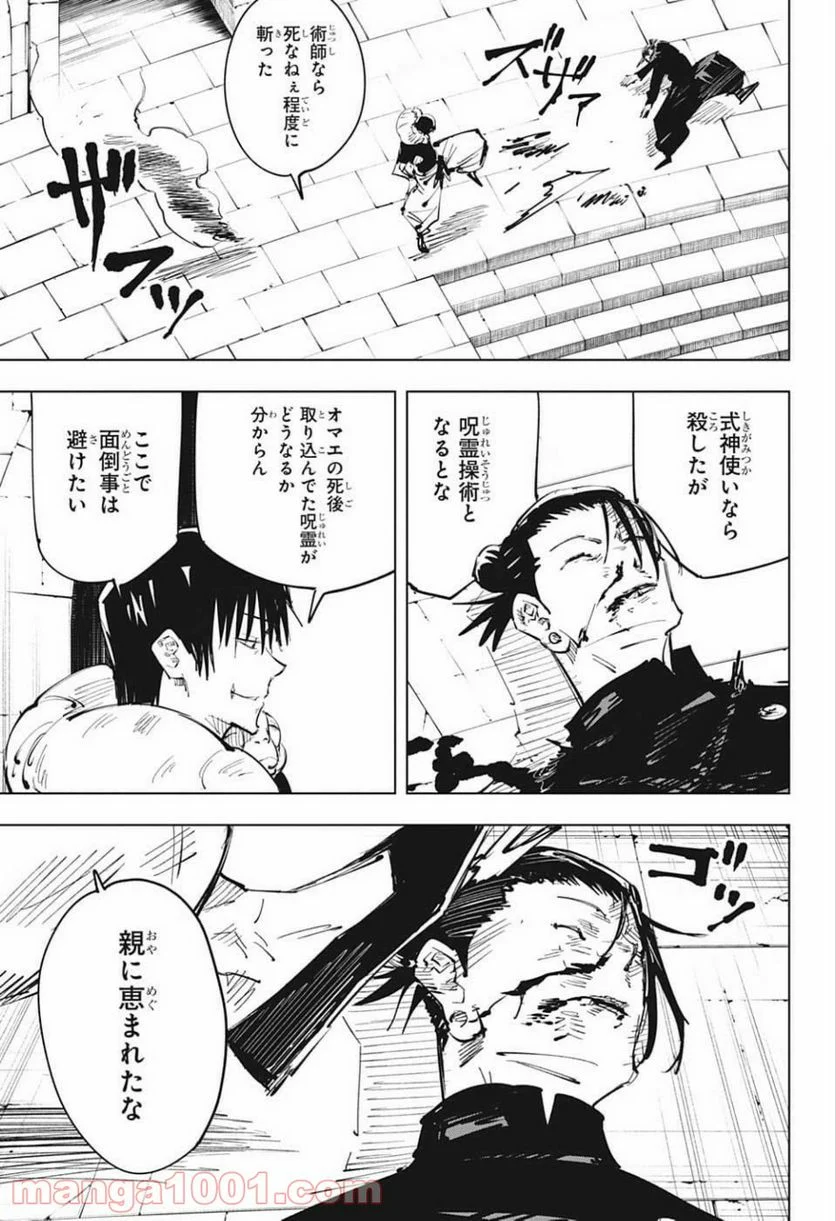 術師なら
死なねぇ程度に
斬った
ズザァ
ザッ
式神使いなら
殺したが
呪霊操術と
なるとな
オマエの死後
取り込んでた呪霊が
どうなるか
分からん
ここで
面倒事は
避けたい
ゴッ
親に恵まれたな
manga1001.com